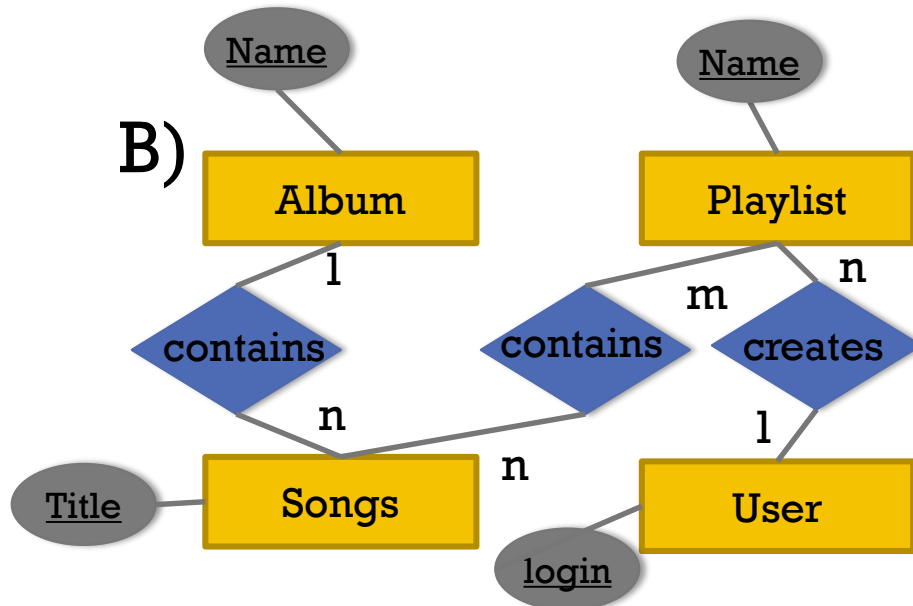 Name
Name
B)
Album
Playlist
1
n
m
contains
contains
creates
n
1
n
Title
Songs
User
login